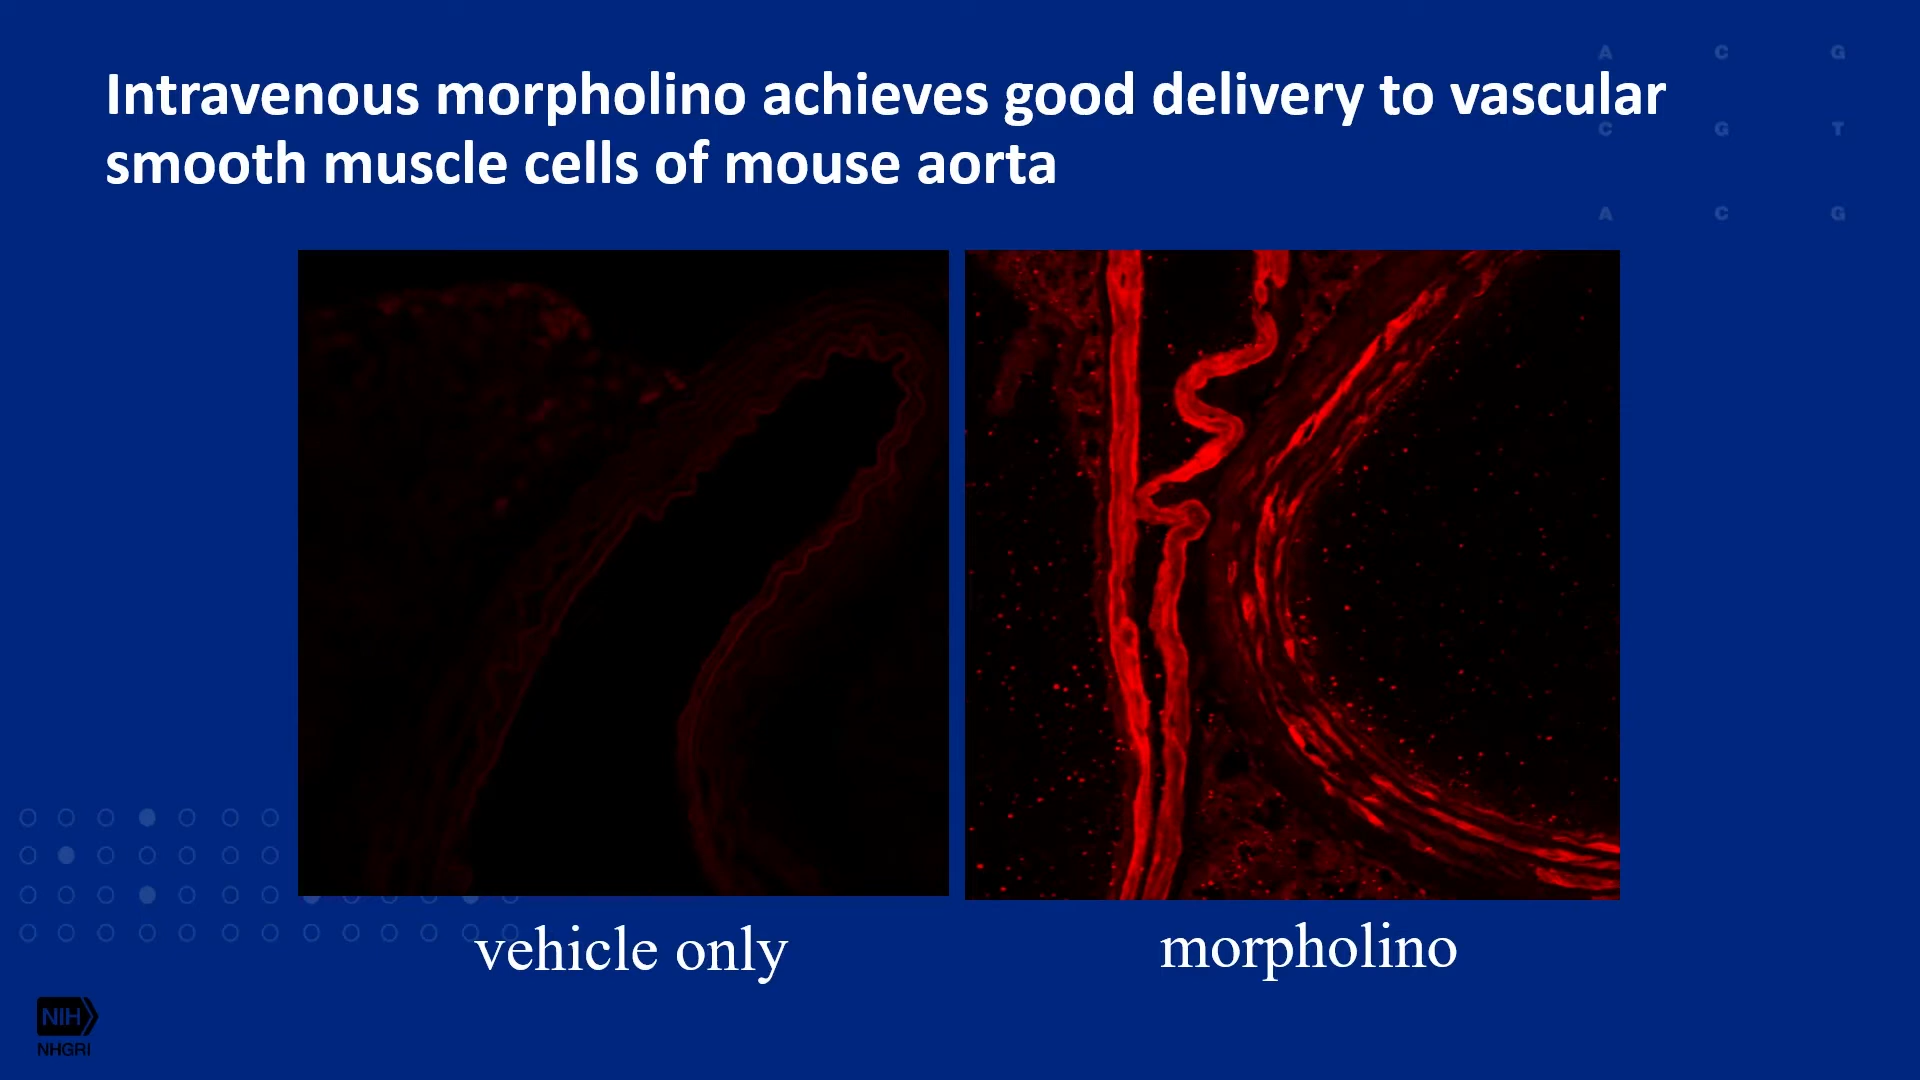 Intravenous morpholino achieves good delivery to vascular
smooth muscle cells of mouse aorta
A C G
C G T
A C G
vehicle only
morpholino
NIH
NHGRI